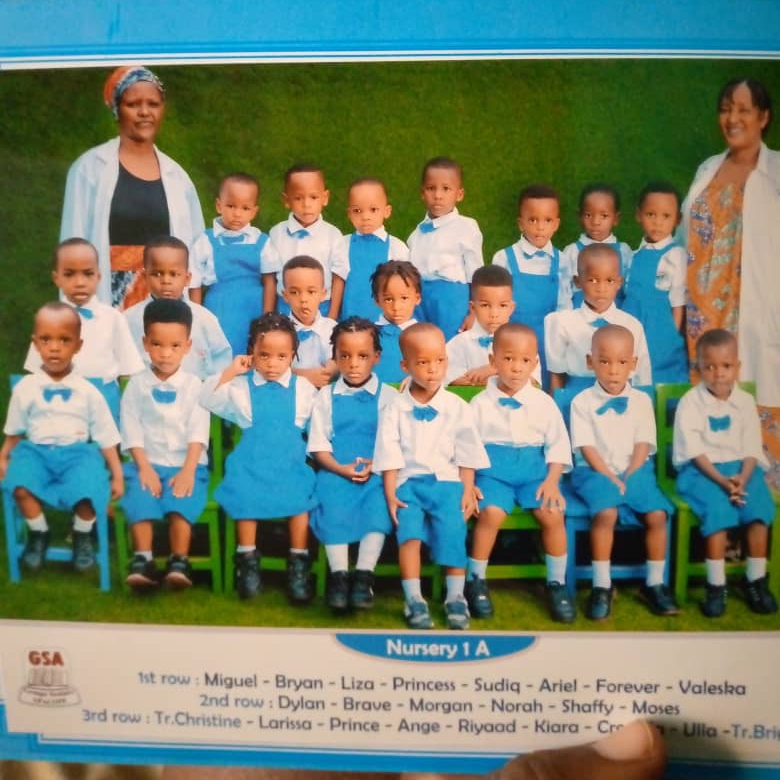 Nursery 1 A
GSA
1st row : Miguel - Bryan - Liza - Princess - Sudiq - Ariel - Forever - Valeska
2nd row : Dylan - Brave - Morgan - Norah - Shaffy - Moses
3rd row : Tr.Christine - Larissa - Prince - Ange - Riyaad - Kiara - - Ulla -